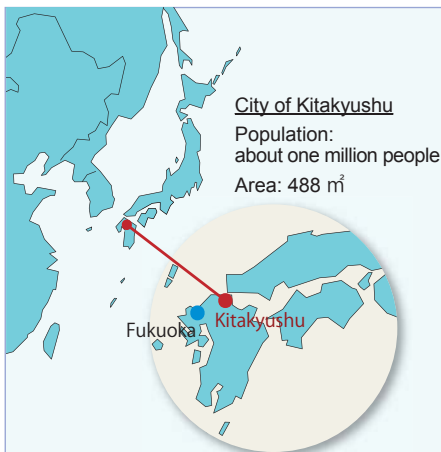 City of Kitakyushu
Population:
about one million people
Area: 488 ㎡
Fukuoka
Kitakyushu